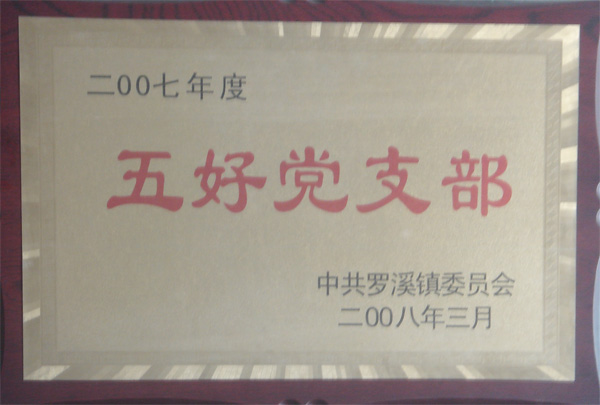 二00七年度
五好党支部
中共罗溪镇委员会
二00八年三月